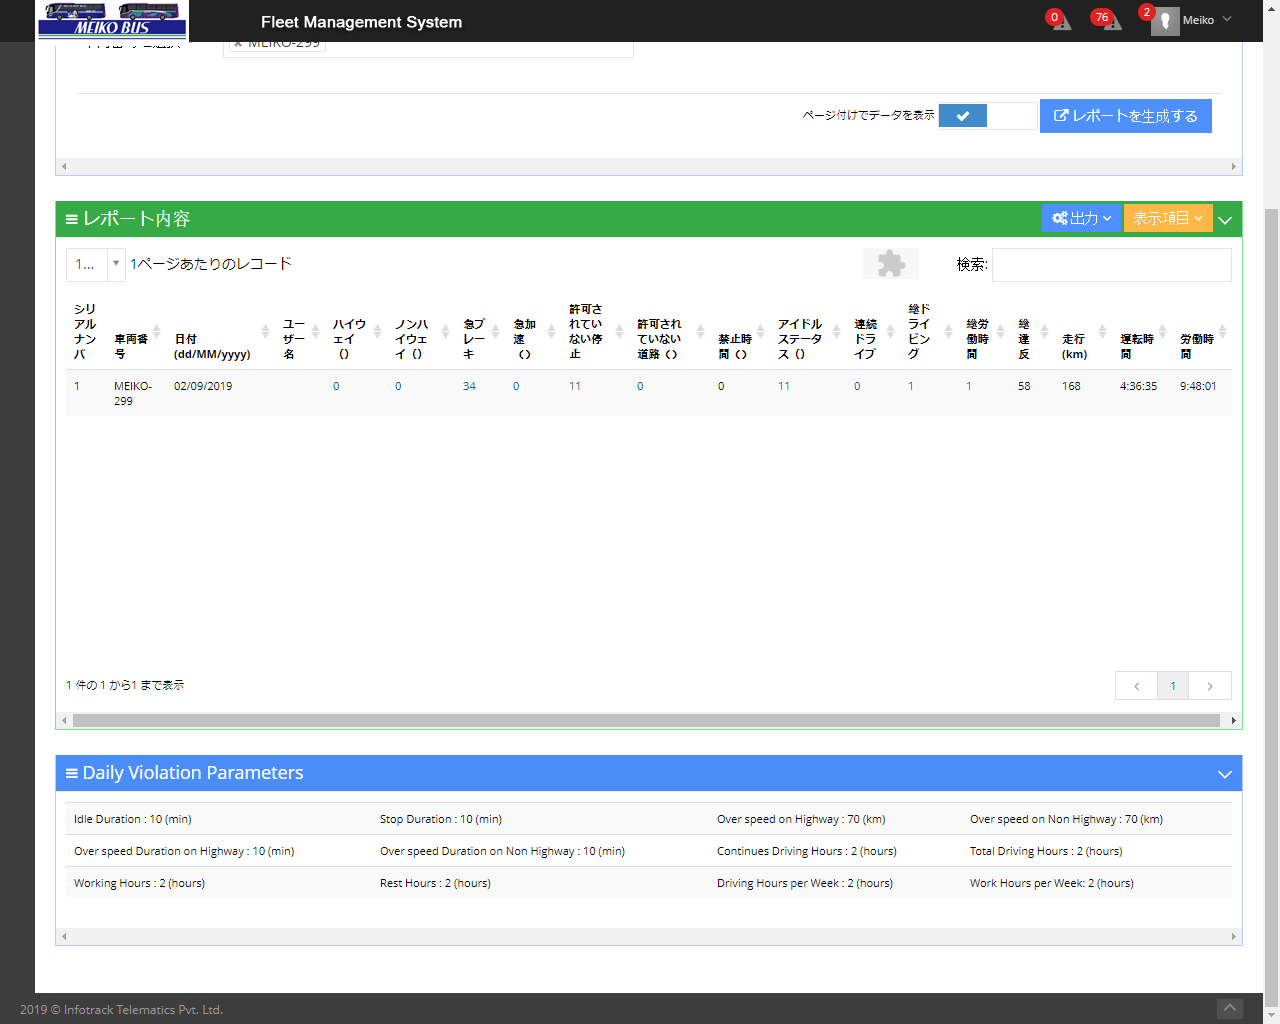 MEIKO BUS
Fleet Management System
0
76
2
Meiko
× MEIKO-299
ページ付けでデータを表示
レポートを生成する
レポート内容
出力
表示項目
1...
1ページあたりのレコード
検索:
シリアルナンバ
車両番号
日付 (dd/MM/yyyy)
ユーザー名
ハイウェイ ()
ノンハイウェイ ()
急ブレーキ
急加速 ()
許可されていない停止
許可されていない道路 ()
禁止時間 ()
アイドルステータス ()
連続ドライブ
総ドライビング
総労働時間
総違反
走行 (km)
運転時間
労働時間
1 MEIKO-299 02/09/2019 0 0 34 0 11 0 0 11 0 1 1 58 168 4:36:35 9:48:01
1 件の 1 から1 まで表示
1
Daily Violation Parameters
Idle Duration : 10 (min) Stop Duration : 10 (min) Over speed on Highway : 70 (km) Over speed on Non Highway : 70 (km)
Over speed Duration on Highway : 10 (min) Over speed Duration on Non Highway : 10 (min) Continues Driving Hours : 2 (hours) Total Driving Hours : 2 (hours)
Working Hours : 2 (hours) Rest Hours : 2 (hours) Driving Hours per Week : 2 (hours) Work Hours per Week: 2 (hours)
2019 © Infotrack Telematics Pvt. Ltd.